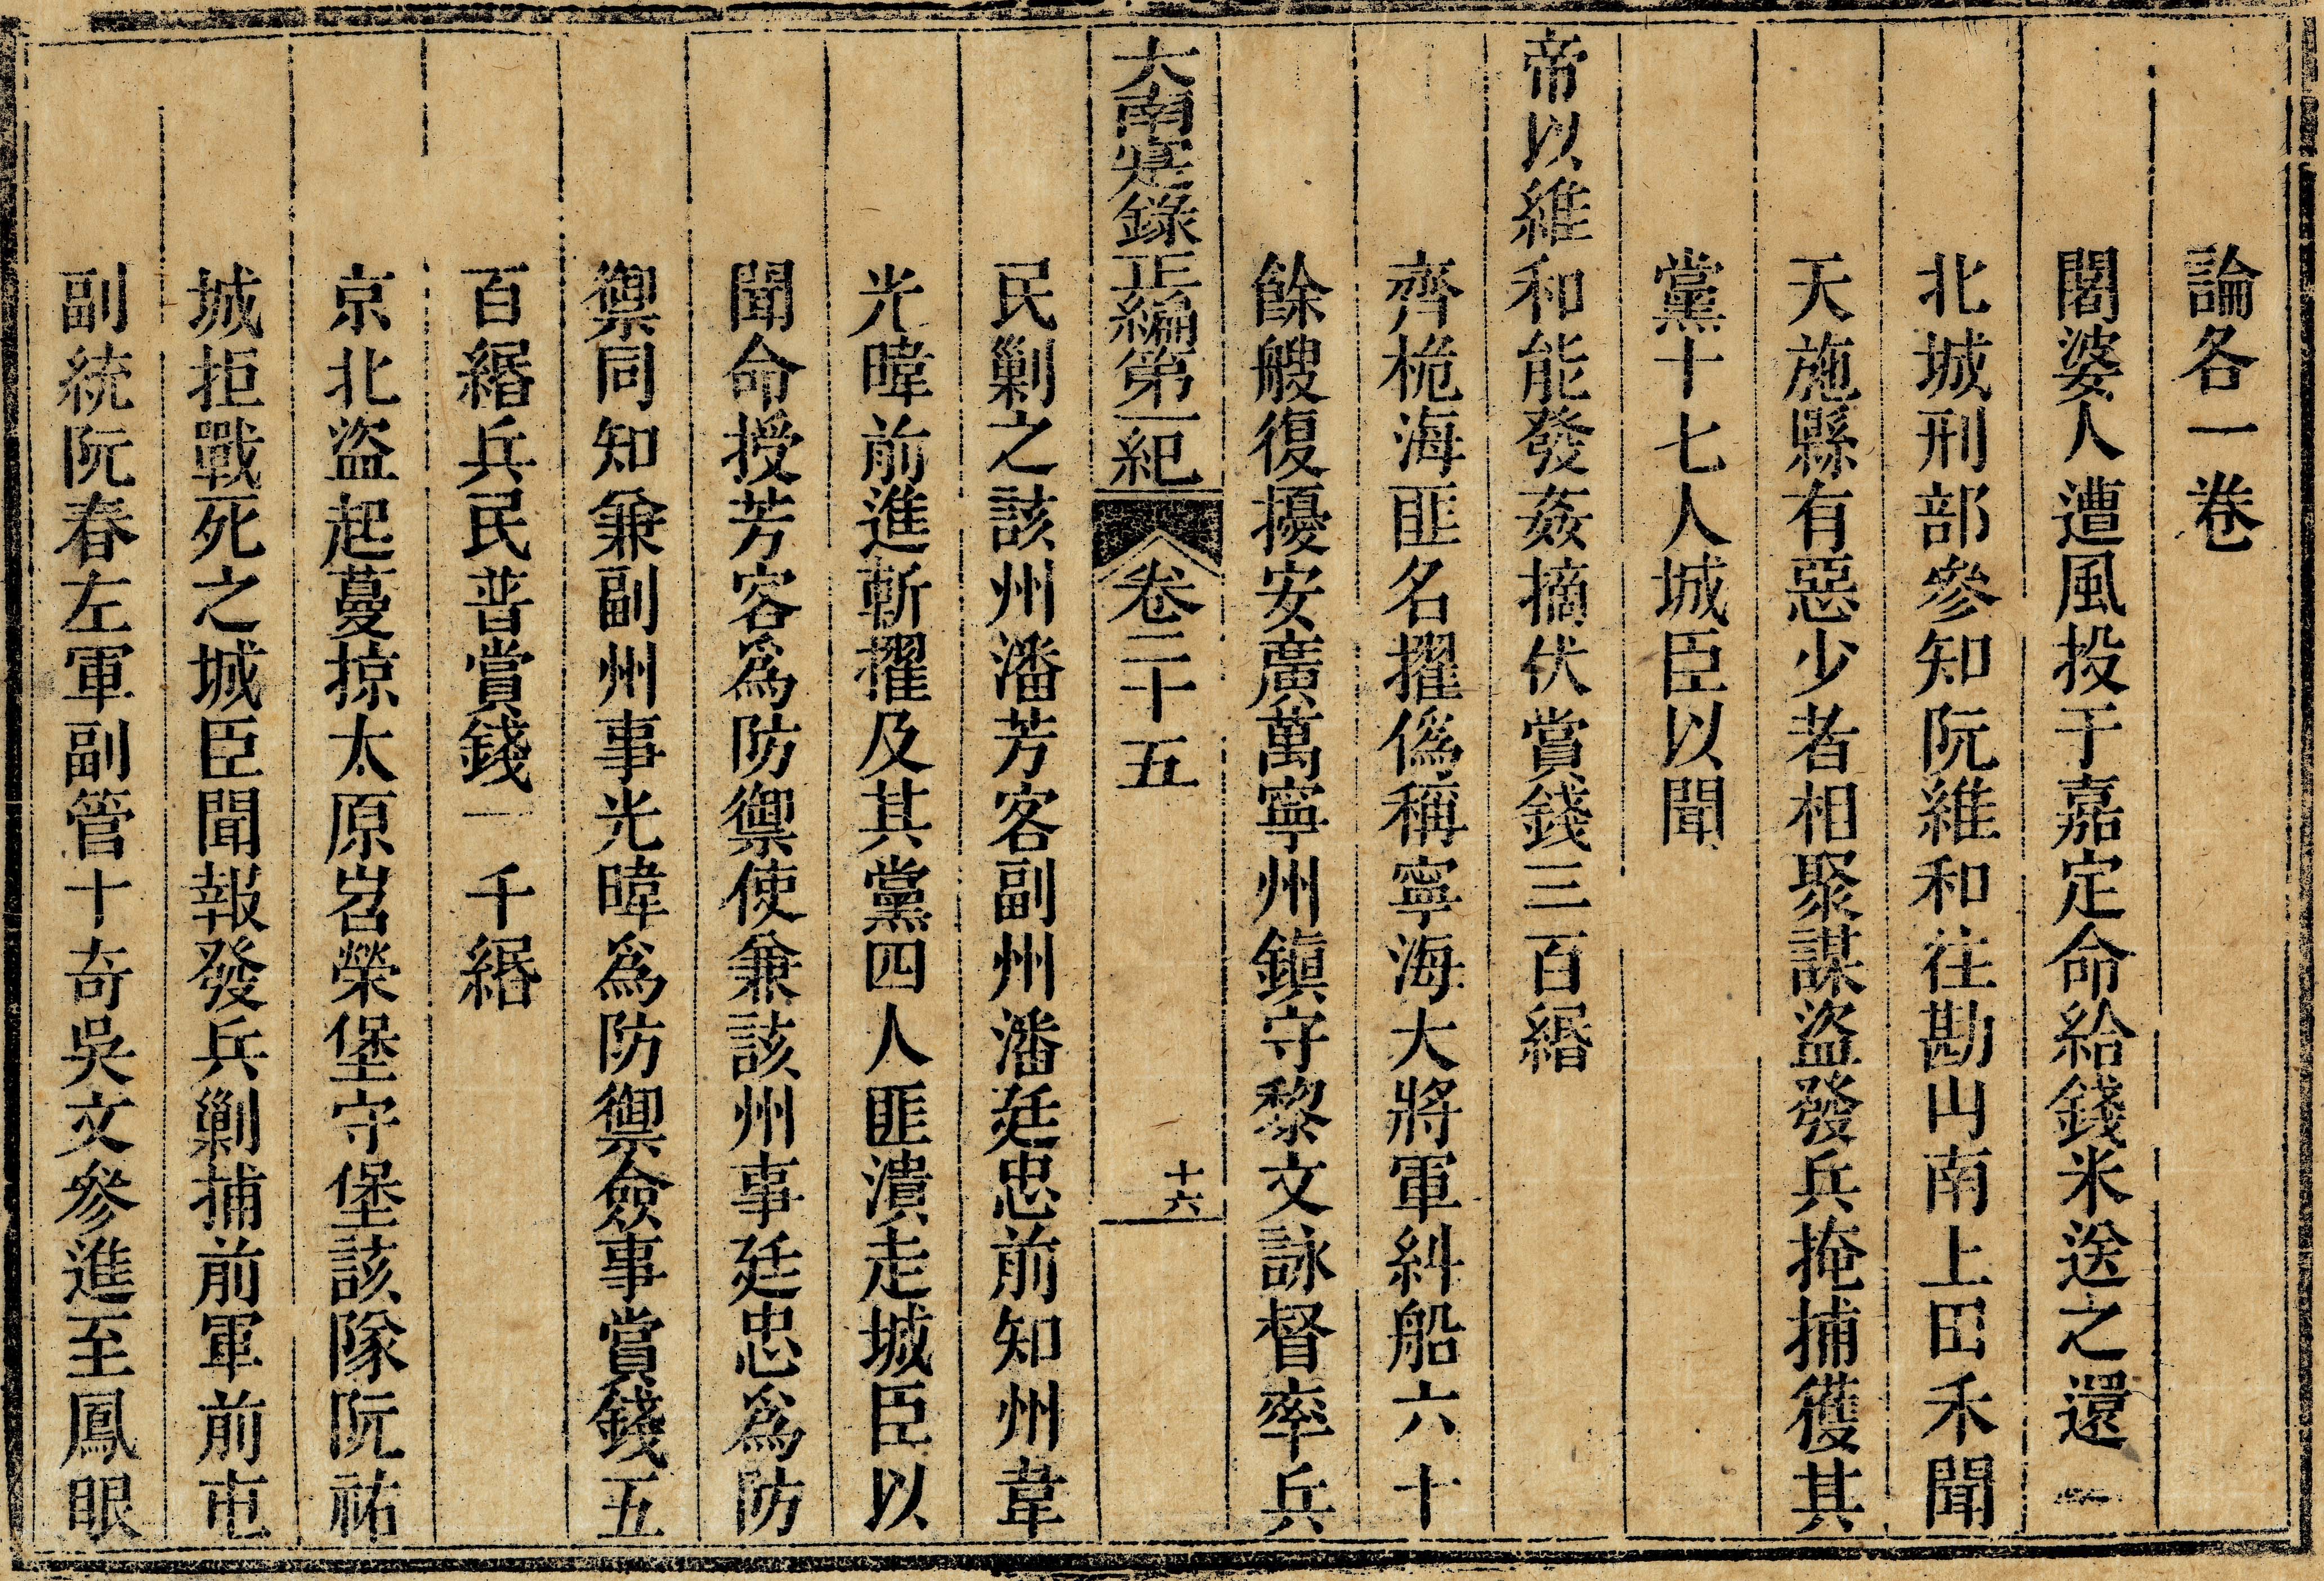 論各一卷
闍婆人遭風投于嘉定命給錢米送之還
北城刑部參知阮維和往勘山南上田禾聞
天施縣有惡少者相聚謀盜發兵掩捕獲其
黨十七人城臣以聞
帝以維和能發姦摘伏賞錢三百緡
齊桅海匪名擢偽稱寧海大將軍糾船六十
餘艘復擾安廣萬寧州鎮守黎文詠督率兵
大南寔錄正編第一紀 卷二十五 十六
民剿之該州潘芳客副州潘廷忠前知州韋
光暐前進斬擢及其黨四人匪潰走城臣以
聞命授芳客爲防禦使兼該州事廷忠爲防
禦同知兼副州事光暐爲防禦僉事賞錢五
百緡兵民普賞錢一千緡
京北盜起蔓掠太原岧榮堡守堡該隊阮祐
城拒戰死之城臣聞報發兵剿捕前軍前屯
副統阮春左軍副管十奇吳文參進至鳳眼